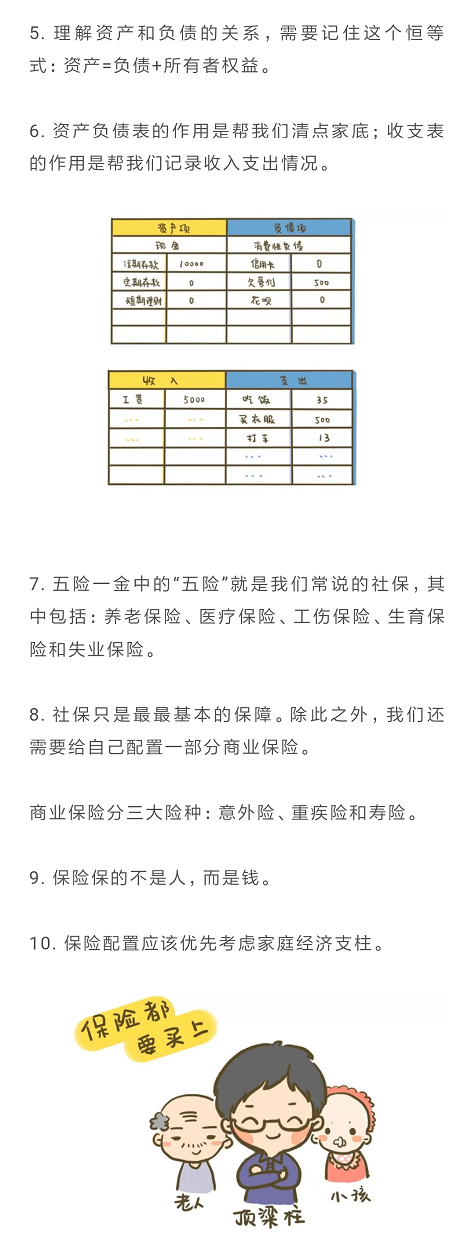 5. 理解资产和负债的关系，需要记住这个恒等
式：资产=负债+所有者权益。
6. 资产负债表的作用是帮我们清点家底；收支表
的作用是帮我们记录收入支出情况。
资产项 负债项
现金 消费性负债
活期存款 10000 信用卡 0
定期存款 0 欠替付 500
短期理财 0 花呗 0
收入 支出
工资 5000 吃饭 35
... ... 买衣服 500
... ... 打车 13
... ...
... ...
7. 五险一金中的“五险”就是我们常说的社保，其
中包括：养老保险、医疗保险、工伤保险、生育保
险和失业保险。
8. 社保只是最最基本的保障。除此之外，我们还
需要给自己配置一部分商业保险。
商业保险分三大险种：意外险、重疾险和寿险。
9. 保险保的不是人，而是钱。
10. 保险配置应该优先考虑家庭经济支柱。
保险都
要买上
老人
顶梁柱
小孩